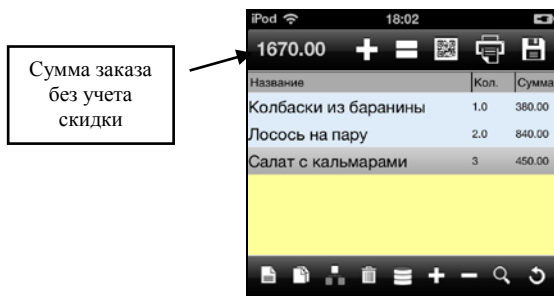 iPod 18:02
1670.00
Сумма заказа
без учета
скидки
Название Кол. Сумма
Колбаски из баранины 1.0 380.00
Лосось на пару 2.0 840.00
Салат с кальмарами 3 450.00